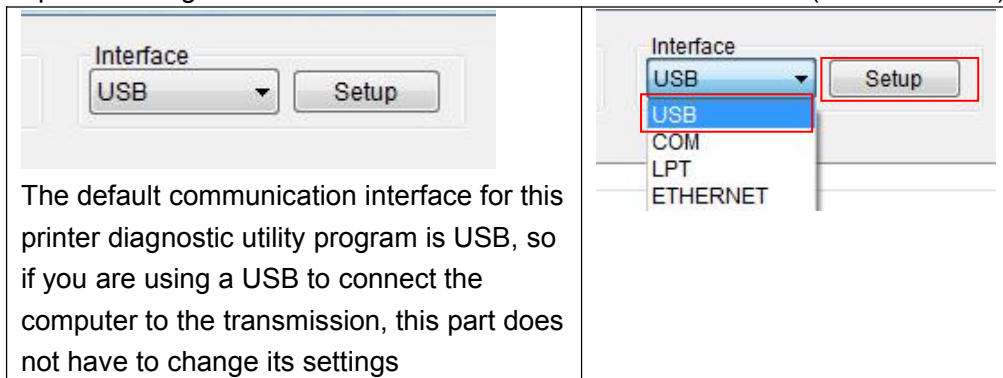 Interface
USB
Setup
The default communication interface for this
printer diagnostic utility program is USB, so
if you are using a USB to connect the
computer to the transmission, this part does
not have to change its settings
Interface
USB
Setup
USB
COM
LPT
ETHERNET